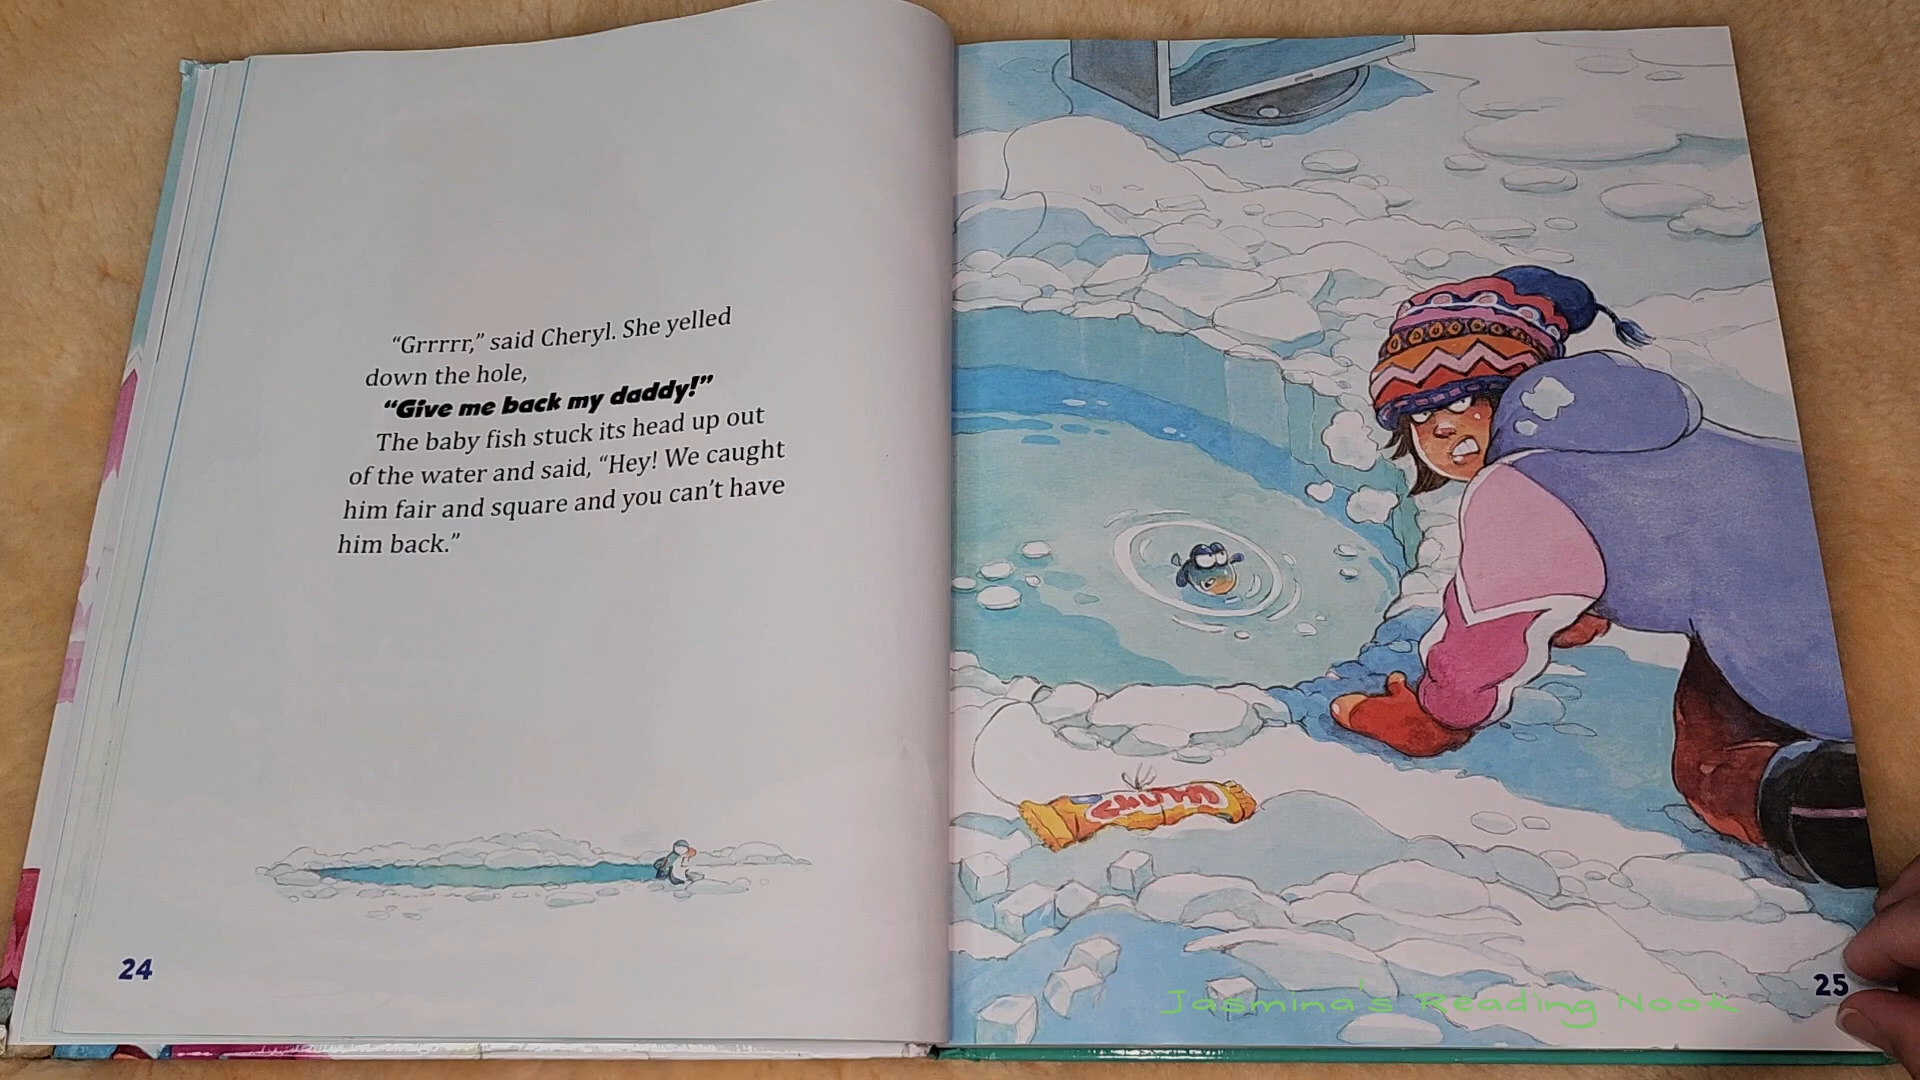 “Grrrrr,” said Cheryl. She yelled
down the hole,
“Give me back my daddy!”
The baby fish stuck its head up out
of the water and said, “Hey! We caught
him fair and square and you can’t have
him back.”
24
25
Jasmina's Reading Nook